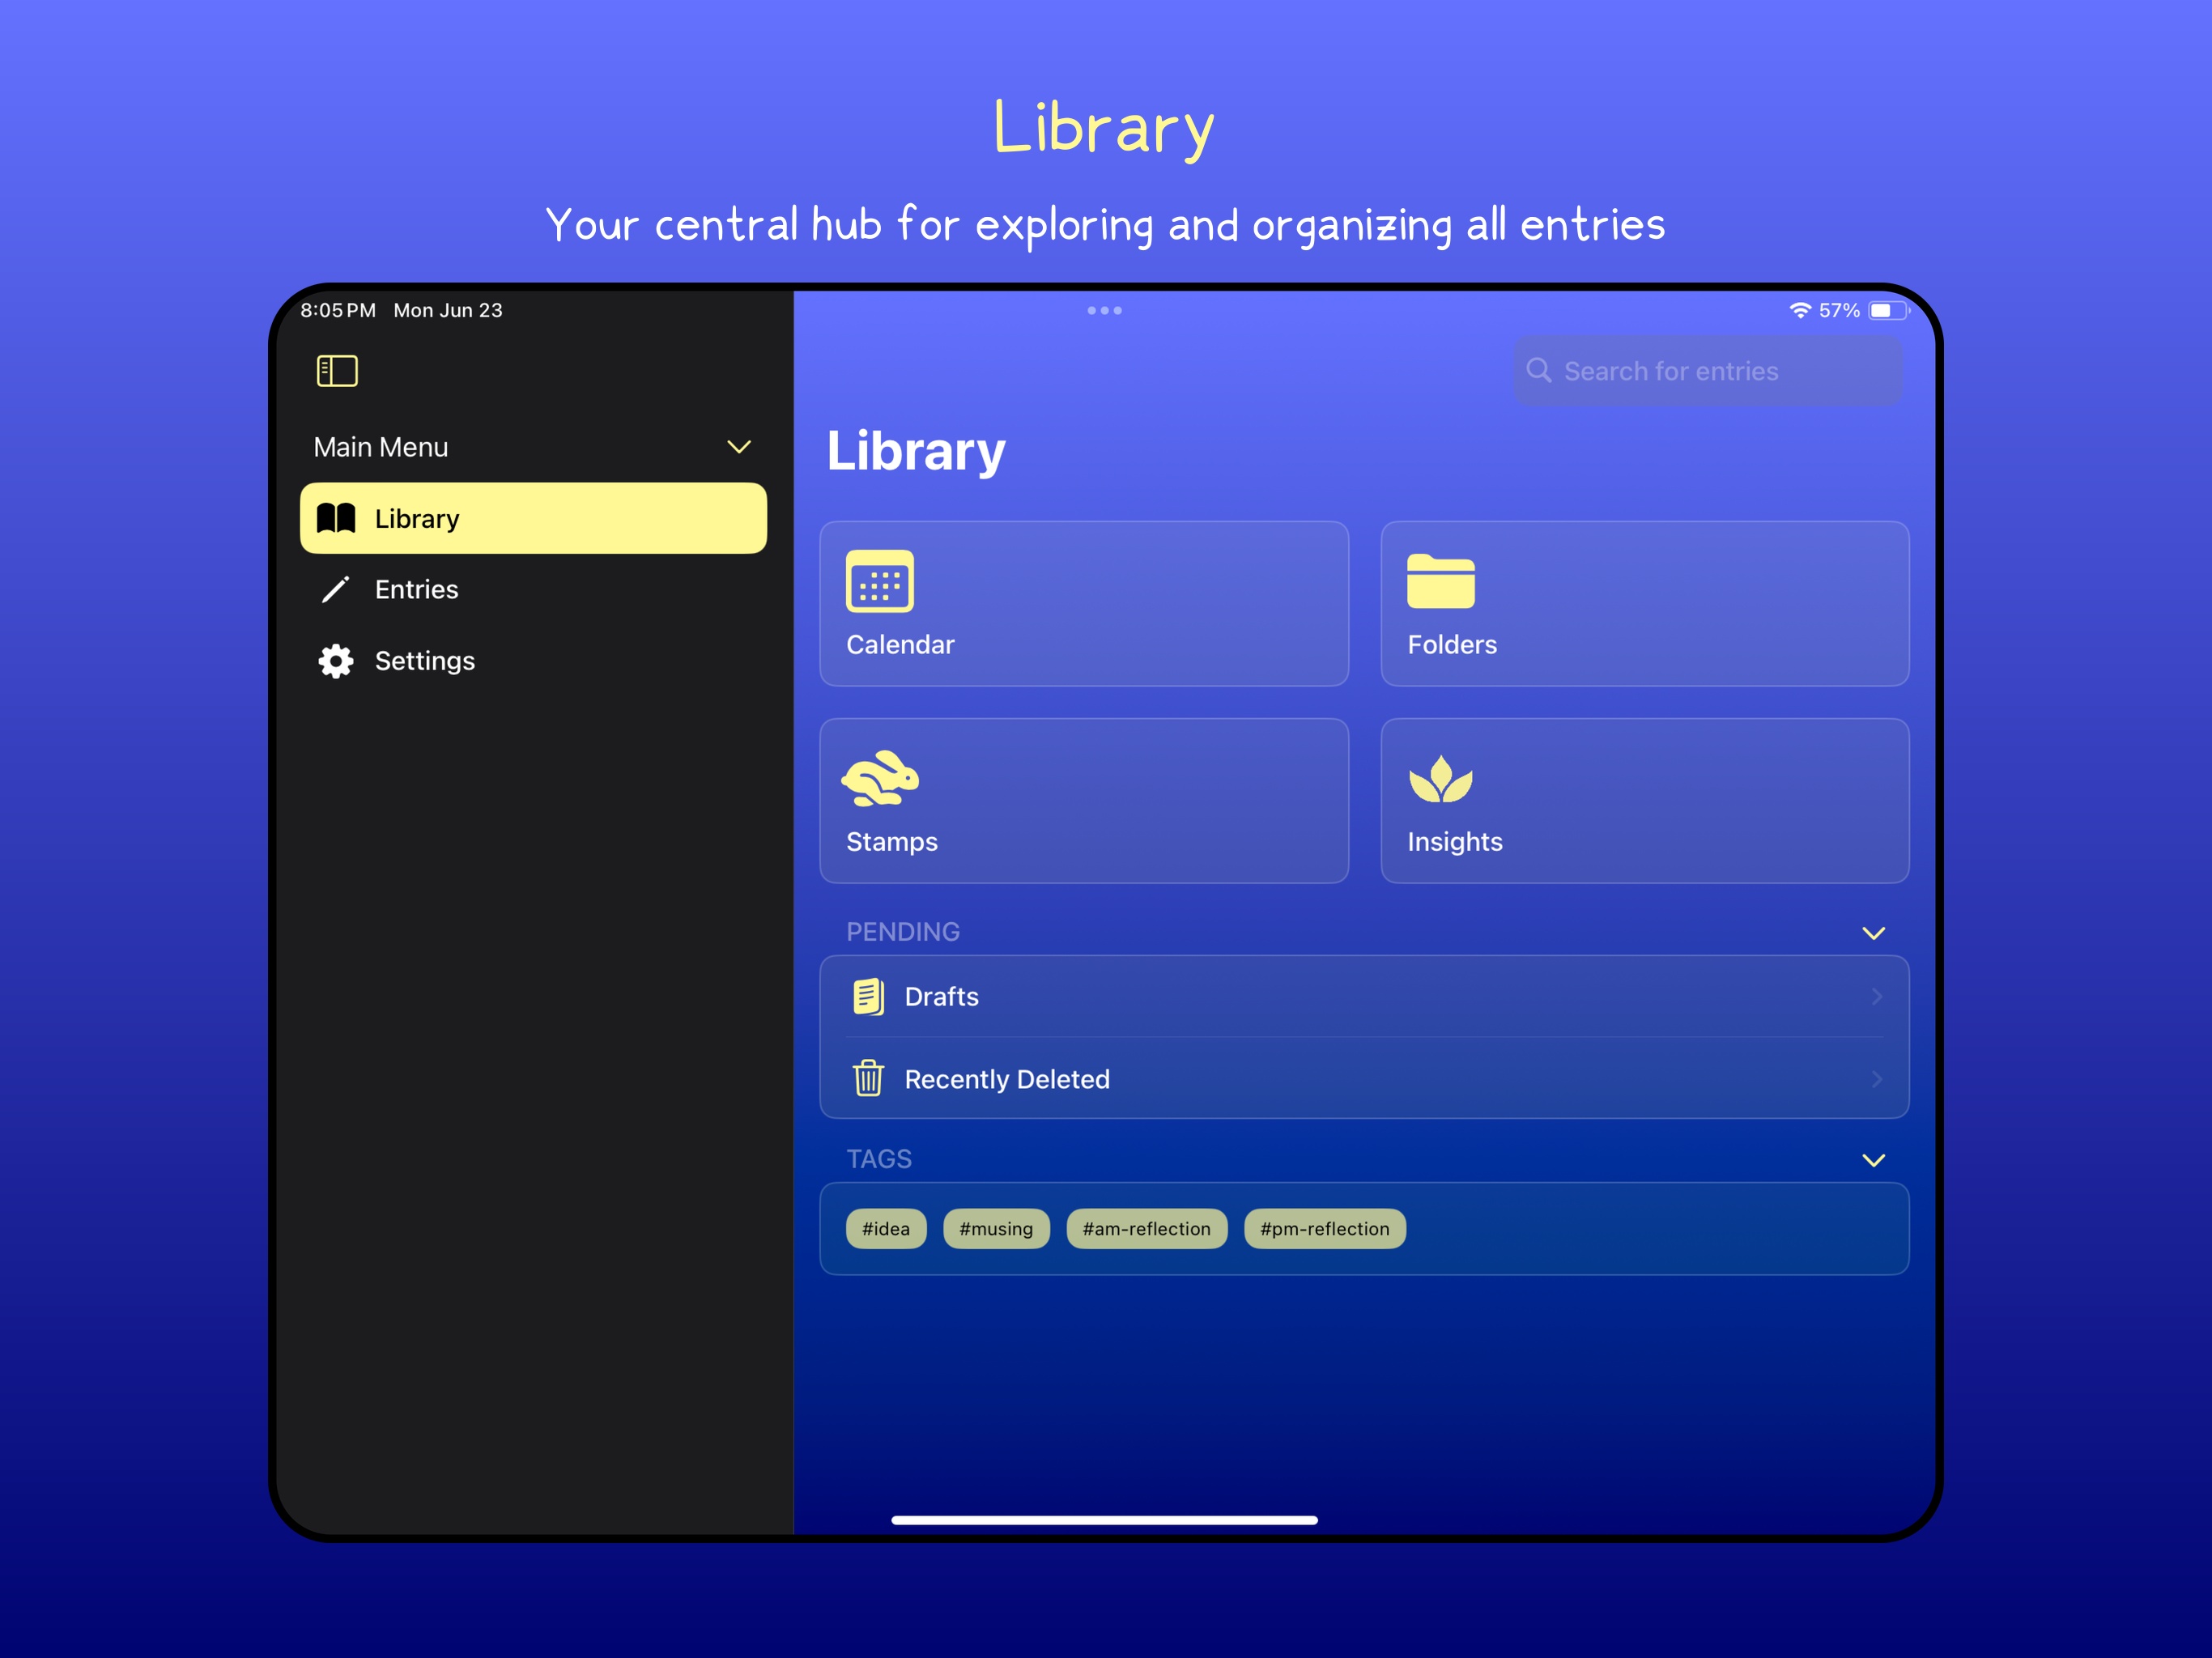 Library
Your central hub for exploring and organizing all entries
8:05 PM Mon Jun 23
57%
Search for entries
Main Menu
Library
Entries
Settings
Library
Calendar
Folders
Stamps
Insights
PENDING
Drafts
Recently Deleted
TAGS
#idea #musing #am-reflection #pm-reflection